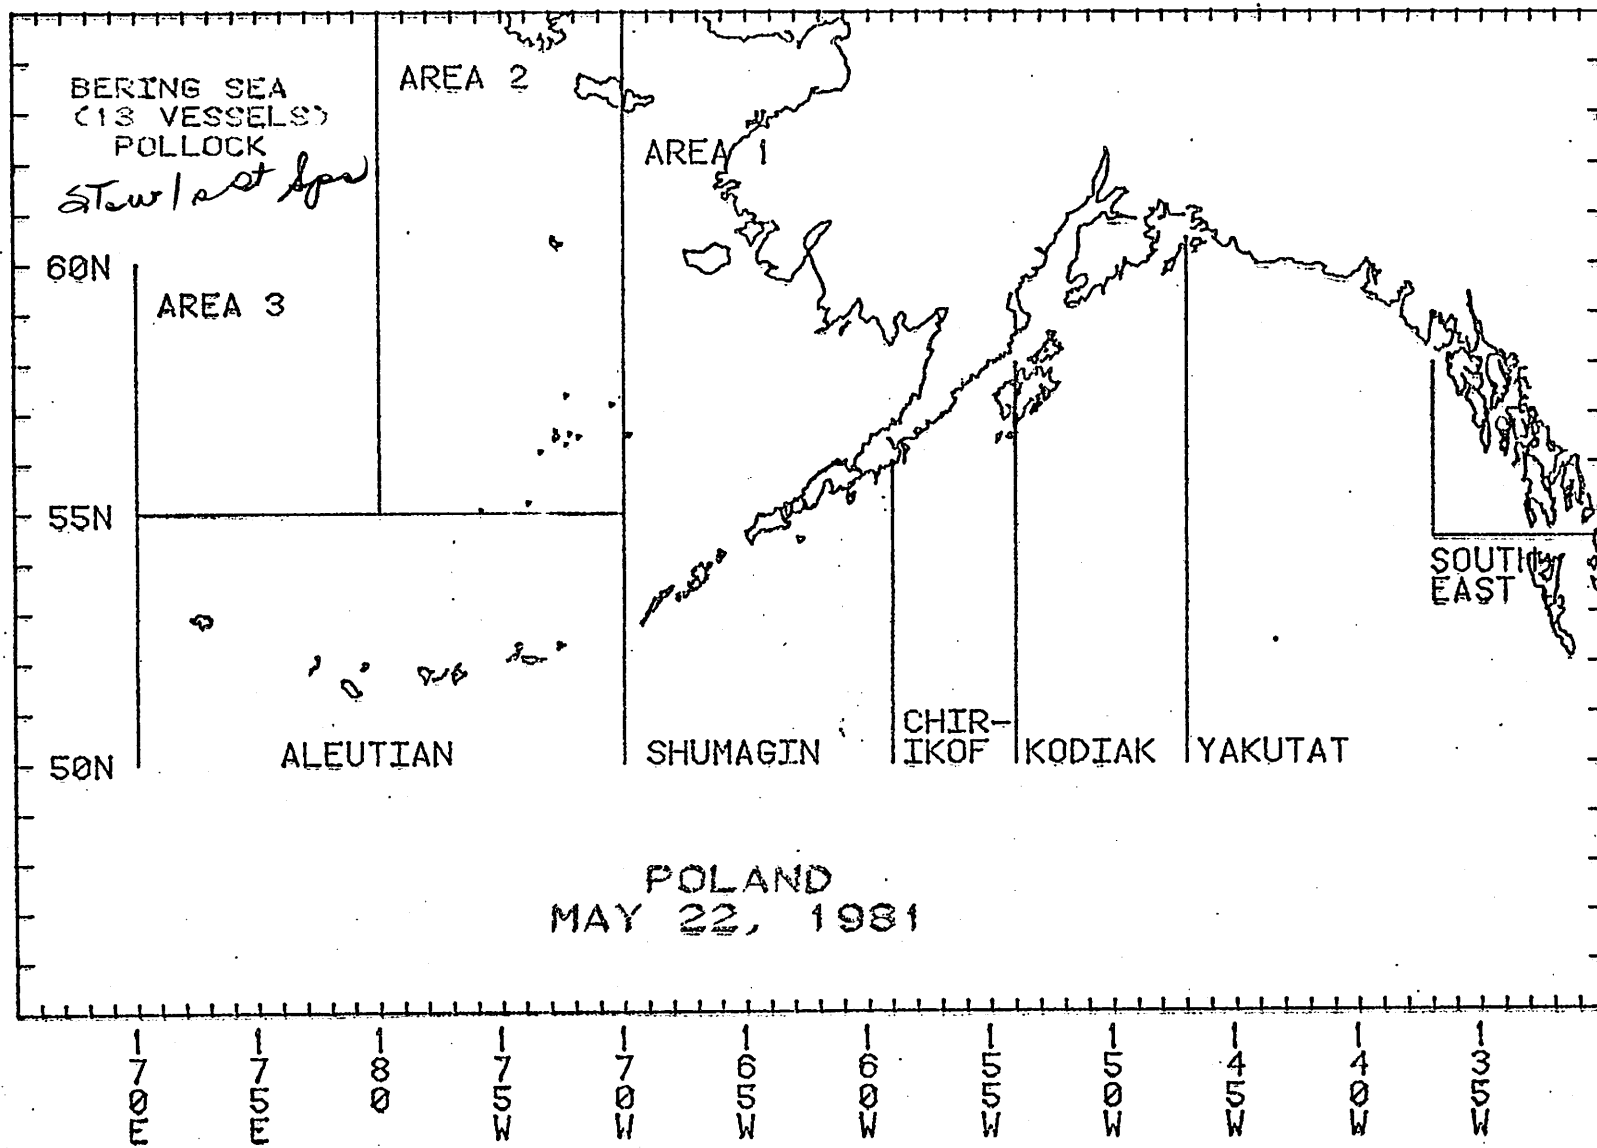 BERING SEA
(13 VESSELS)
POLLOCK
AREA 2
AREA 1
60N
AREA 3
55N
SOUTH
EAST
50N
ALEUTIAN
SHUMAGIN
CHIR-
IKOF
KODIAK
YAKUTAT
POLAND
MAY 22, 1981
170E
175E
180
175W
170W
165W
160W
155W
150W
145W
140W
135W